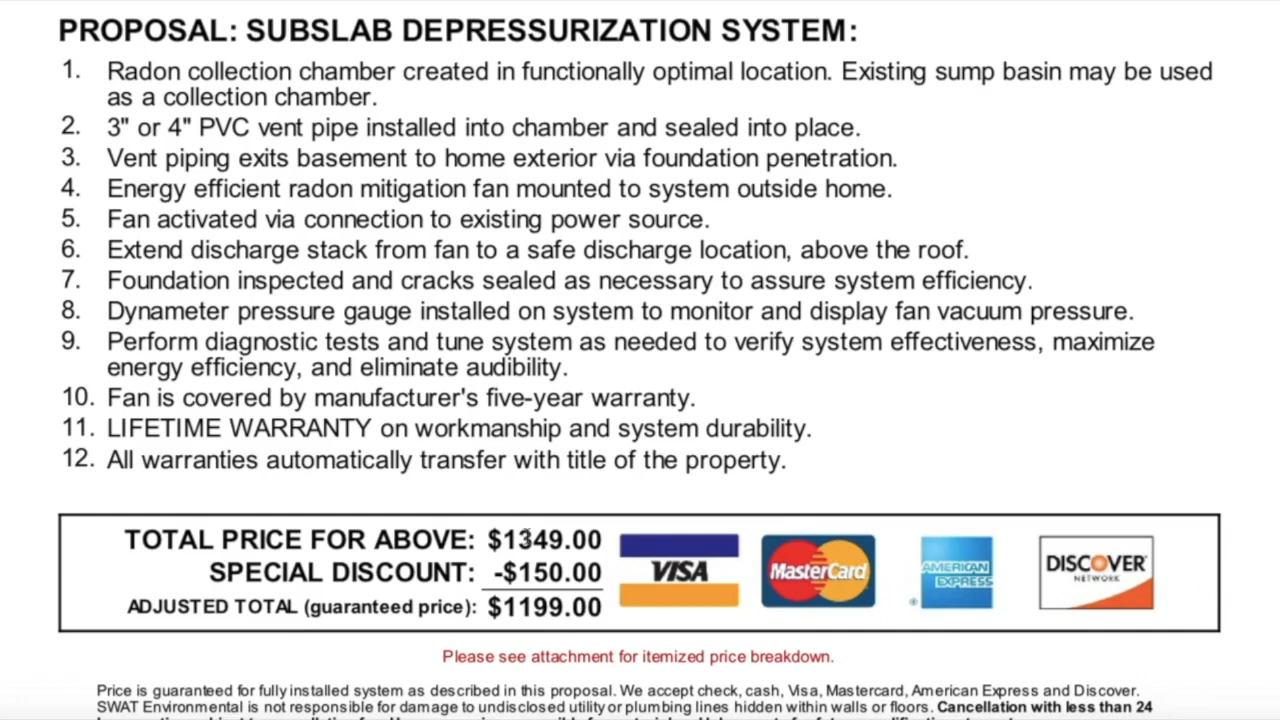 PROPOSAL: SUBSLAB DEPRESSURIZATION SYSTEM:
1. Radon collection chamber created in functionally optimal location. Existing sump basin may be used
as a collection chamber.
2. 3" or 4" PVC vent pipe installed into chamber and sealed into place.
3. Vent piping exits basement to home exterior via foundation penetration.
4. Energy efficient radon mitigation fan mounted to system outside home.
5. Fan activated via connection to existing power source.
6. Extend discharge stack from fan to a safe discharge location, above the roof.
7. Foundation inspected and cracks sealed as necessary to assure system efficiency.
8. Dynameter pressure gauge installed on system to monitor and display fan vacuum pressure.
9. Perform diagnostic tests and tune system as needed to verify system effectiveness, maximize
energy efficiency, and eliminate audibility.
10. Fan is covered by manufacturer's five-year warranty.
11. LIFETIME WARRANTY on workmanship and system durability.
12. All warranties automatically transfer with title of the property.
TOTAL PRICE FOR ABOVE: $1349.00
SPECIAL DISCOUNT: -$150.00
ADJUSTED TOTAL (guaranteed price): $1199.00
VISA
MasterCard
AMERICAN
EXPRESS
DISCOVER
NETWORK
Please see attachment for itemized price breakdown.
Price is guaranteed for fully installed system as described in this proposal. We accept check, cash, Visa, Mastercard, American Express and Discover.
SWAT Environmental is not responsible for damage to undisclosed utility or plumbing lines hidden within walls or floors. Cancellation with less than 24